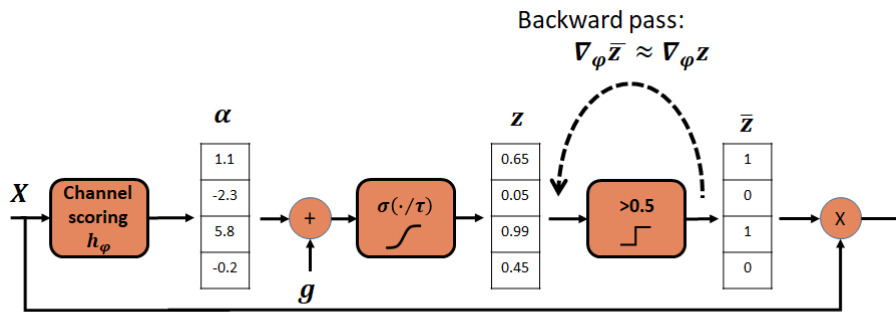 Backward pass:
∇φz̄ ≈ ∇φz
α
z
z̄
X
Channel
scoring
hφ
1.1
-2.3
5.8
-0.2
+
g
σ(·/τ)
0.65
0.05
0.99
0.45
>0.5
1
0
1
0
X